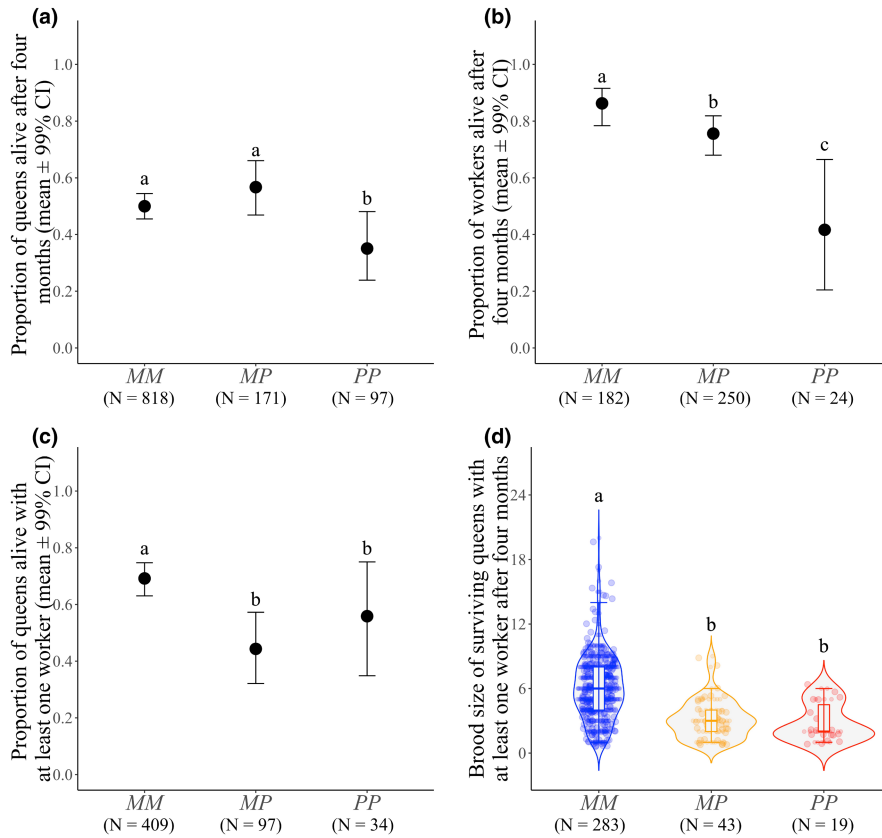 (a)
Proportion of queens alive after four
months (mean ± 99% CI)
1.0
0.8
0.6
0.4
0.2
0.0
a
a
b
MM
MP
PP
(N = 818)
(N = 171)
(N = 97)
(b)
Proportion of workers alive after
four months (mean ± 99% CI)
1.0
0.8
0.6
0.4
0.2
0.0
a
b
c
MM
MP
PP
(N = 182)
(N = 250)
(N = 24)
(c)
Proportion of queens alive with
at least one worker (mean ± 99% CI)
1.0
0.8
0.6
0.4
0.2
0.0
a
b
b
MM
MP
PP
(N = 409)
(N = 97)
(N = 34)
(d)
Brood size of surviving queens with
at least one worker after four months
24
18
12
6
0
a
b
b
MM
MP
PP
(N = 283)
(N = 43)
(N = 19)